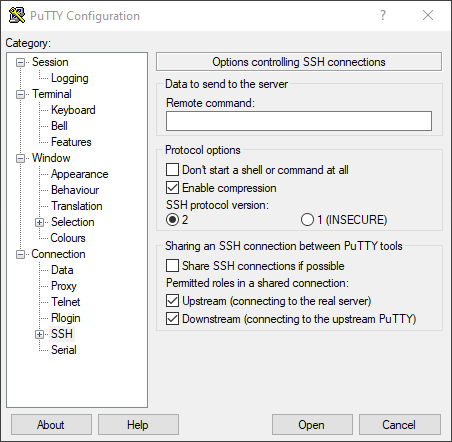 PuTTY Configuration
?
Category:
Session
Logging
Terminal
Keyboard
Bell
Features
Window
Appearance
Behaviour
Translation
Selection
Colours
Connection
Data
Proxy
Telnet
Rlogin
SSH
Serial
Options controlling SSH connections
Data to send to the server
Remote command:
Protocol options
Don't start a shell or command at all
Enable compression
SSH protocol version:
2 1 (INSECURE)
Sharing an SSH connection between PuTTY tools
Share SSH connections if possible
Permitted roles in a shared connection:
Upstream (connecting to the real server)
Downstream (connecting to the upstream PuTTY)
About Help Open Cancel